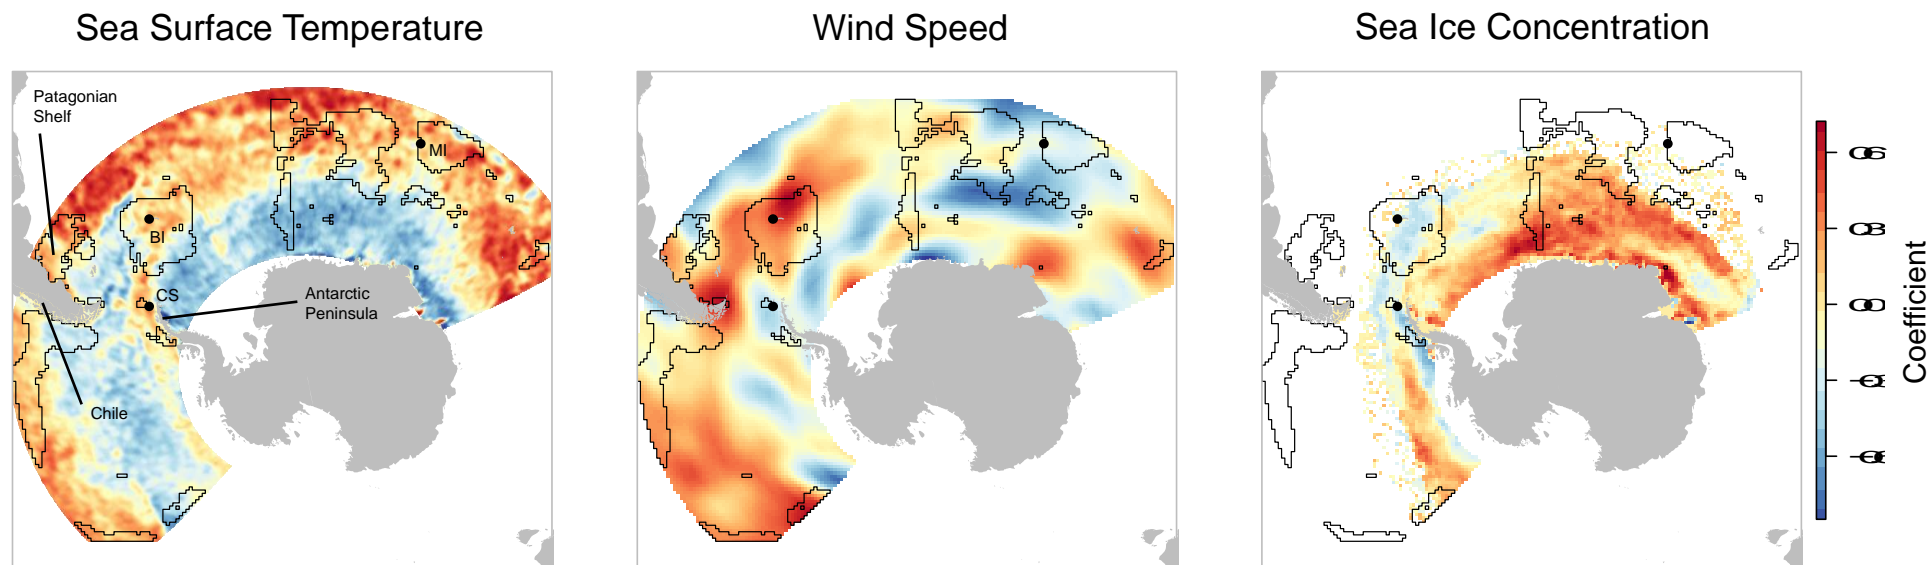 Sea Surface Temperature
Wind Speed
Sea Ice Concentration
Patagonian
Shelf
MI
BI
CS
Antarctic
Peninsula
Chile
Coefficient